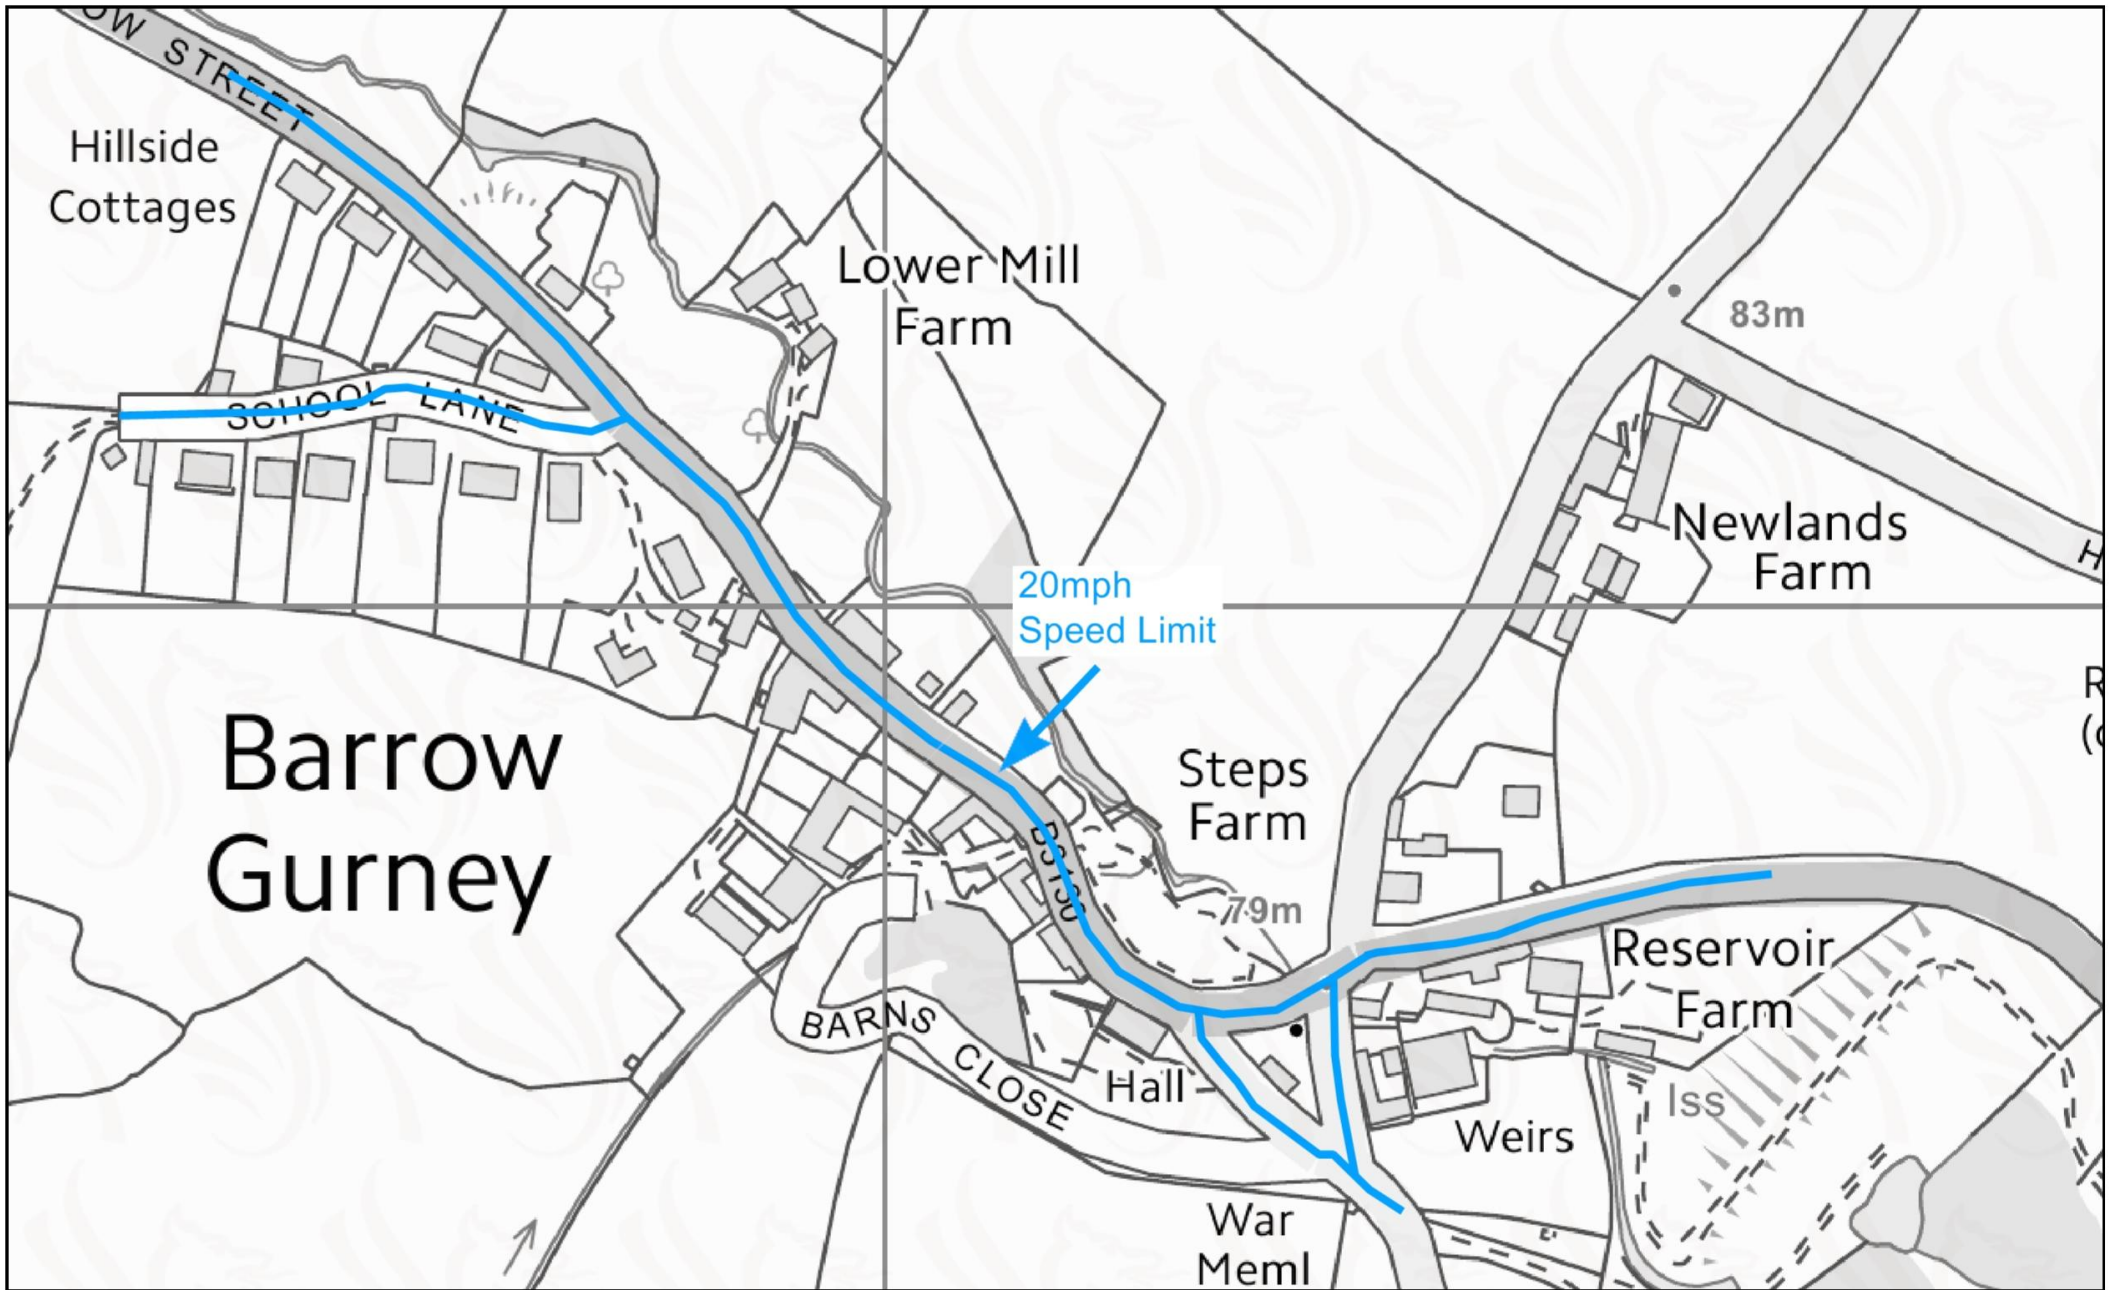 OW STREET
Hillside
Cottages
Lower Mill
Farm
83m
SCHOOL LANE
Newlands
Farm
H
20mph
Speed Limit
R
(c
Barrow
Gurney
Steps
Farm
B3130
79m
Reservoir
Farm
BARNS
CLOSE
Hall
Iss
Weirs
War
Meml